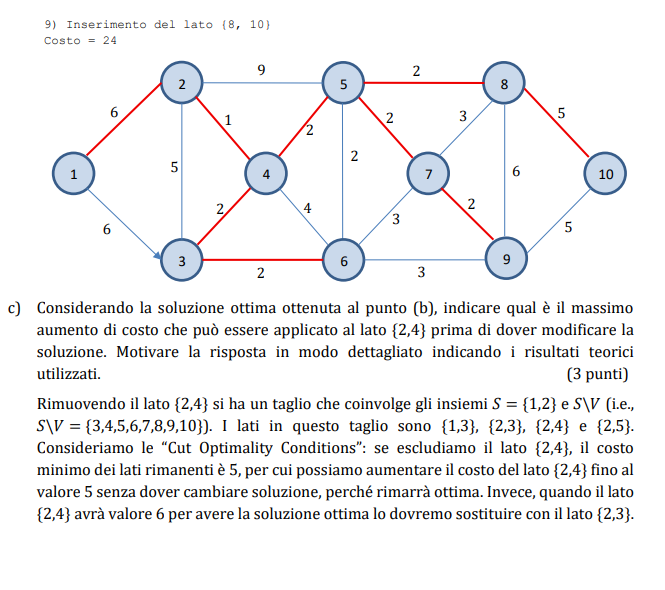 9) Inserimento del lato {8, 10}
Costo = 24
9
2
2
5
8
6
1
2
2
3
5
1
5
4
2
7
6
10
2
4
3
2
6
5
3
6
9
2
3
c) Considerando la soluzione ottima ottenuta al punto (b), indicare qual è il massimo
aumento di costo che può essere applicato al lato {2,4} prima di dover modificare la
soluzione. Motivare la risposta in modo dettagliato indicando i risultati teorici
utilizzati. (3 punti)
Rimuovendo il lato {2,4} si ha un taglio che coinvolge gli insiemi S = {1,2} e S\V (i.e.,
S\V = {3,4,5,6,7,8,9,10}). I lati in questo taglio sono {1,3}, {2,3}, {2,4} e {2,5}.
Consideriamo le “Cut Optimality Conditions”: se escludiamo il lato {2,4}, il costo
minimo dei lati rimanenti è 5, per cui possiamo aumentare il costo del lato {2,4} fino al
valore 5 senza dover cambiare soluzione, perché rimarrà ottima. Invece, quando il lato
{2,4} avrà valore 6 per avere la soluzione ottima lo dovremo sostituire con il lato {2,3}.